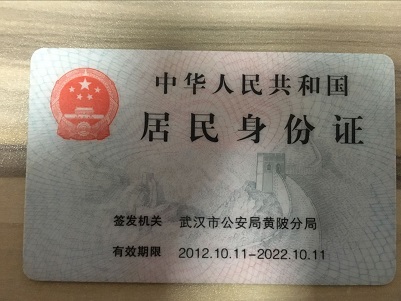 中华人民共和国
居民身份证
签发机关 武汉市公安局黄陂分局
有效期限 2012.10.11-2022.10.11